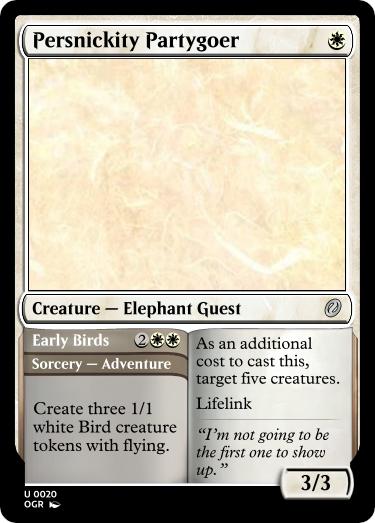 Persnickity Partygoer
Creature — Elephant Guest
Early Birds 2
Sorcery — Adventure
Create three 1/1
white Bird creature
tokens with flying.
As an additional
cost to cast this,
target five creatures.
Lifelink
“I’m not going to be
the first one to show
up.”
3/3
U 0020
OGR